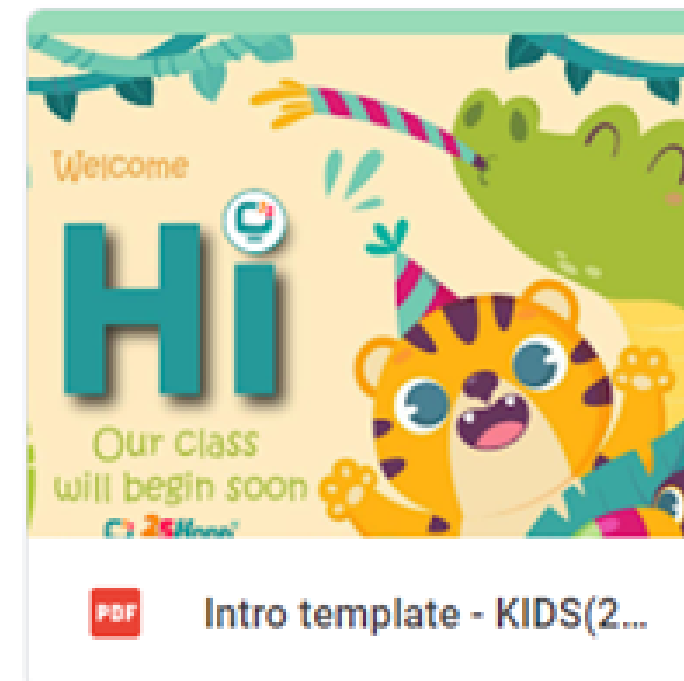 Welcome
Hi
Our class
will begin soon
PDF
Intro template - KIDS(2...